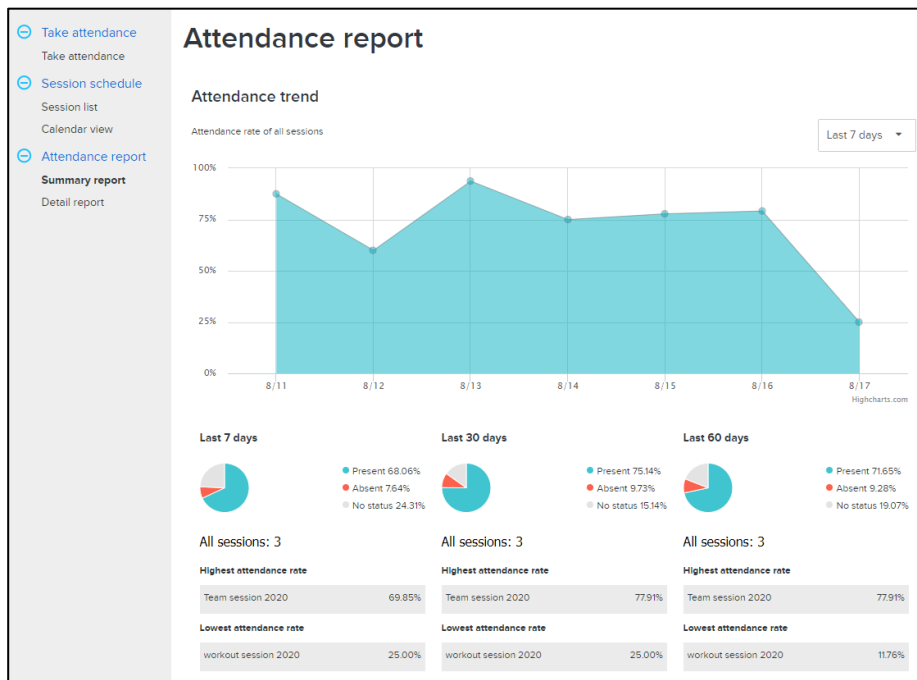 Take attendance
Take attendance
Session schedule
Session list
Calendar view
Attendance report
Summary report
Detail report
Attendance report
Attendance trend
Attendance rate of all sessions
Last 7 days
100%
75%
50%
25%
0%
8/11 8/12 8/13 8/14 8/15 8/16 8/17
Highcharts.com
Last 7 days
Present 68.06%
Absent 7.64%
No status 24.31%
All sessions: 3
Highest attendance rate
Team session 2020 69.85%
Lowest attendance rate
workout session 2020 25.00%
Last 30 days
Present 75.14%
Absent 9.73%
No status 15.14%
All sessions: 3
Highest attendance rate
Team session 2020 77.91%
Lowest attendance rate
workout session 2020 25.00%
Last 60 days
Present 71.65%
Absent 9.28%
No status 19.07%
All sessions: 3
Highest attendance rate
Team session 2020 77.91%
Lowest attendance rate
workout session 2020 11.76%